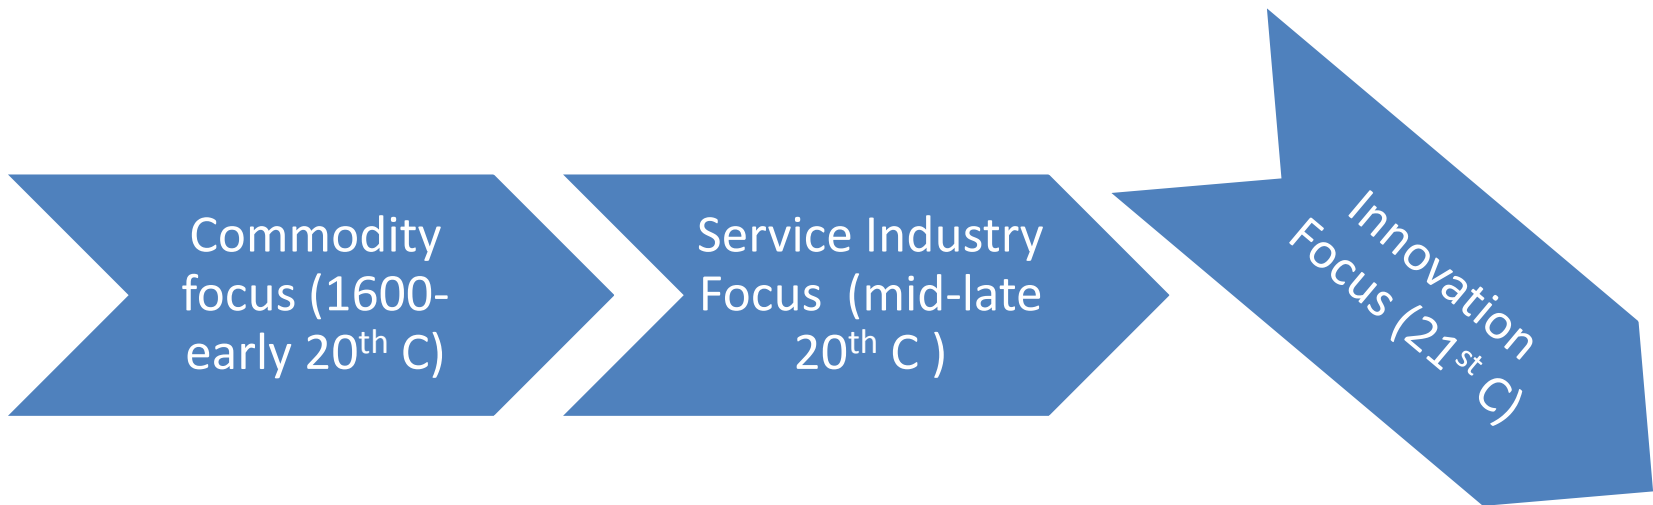 Commodity
focus (1600-
early 20th C)
Service Industry
Focus  (mid-late
20th C )
Innovation
Focus (21st C)